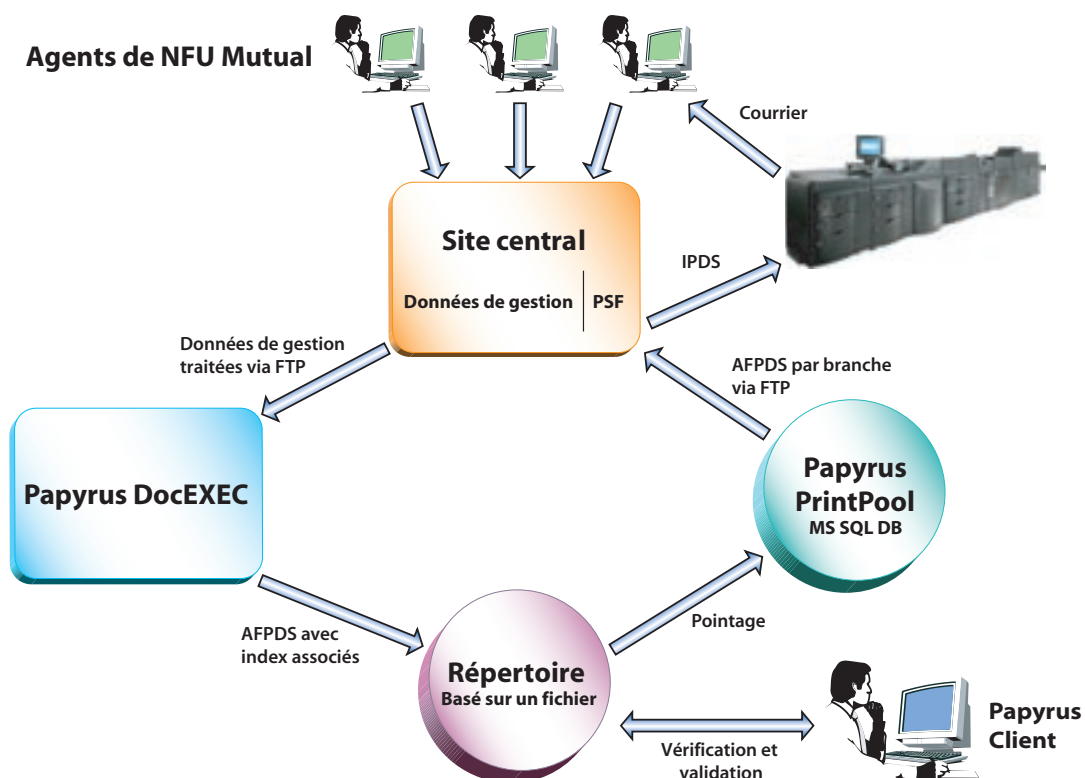 Agents de NFU Mutual
Courrier
Site central
Données de gestion | PSF
IPDS
Données de gestion
traitées via FTP
AFPDS par branche
via FTP
Papyrus DocEXEC
Papyrus
PrintPool
MS SQL DB
AFPDS avec
index associés
Pointage
Répertoire
Basé sur un fichier
Vérification et
validation
Papyrus
Client